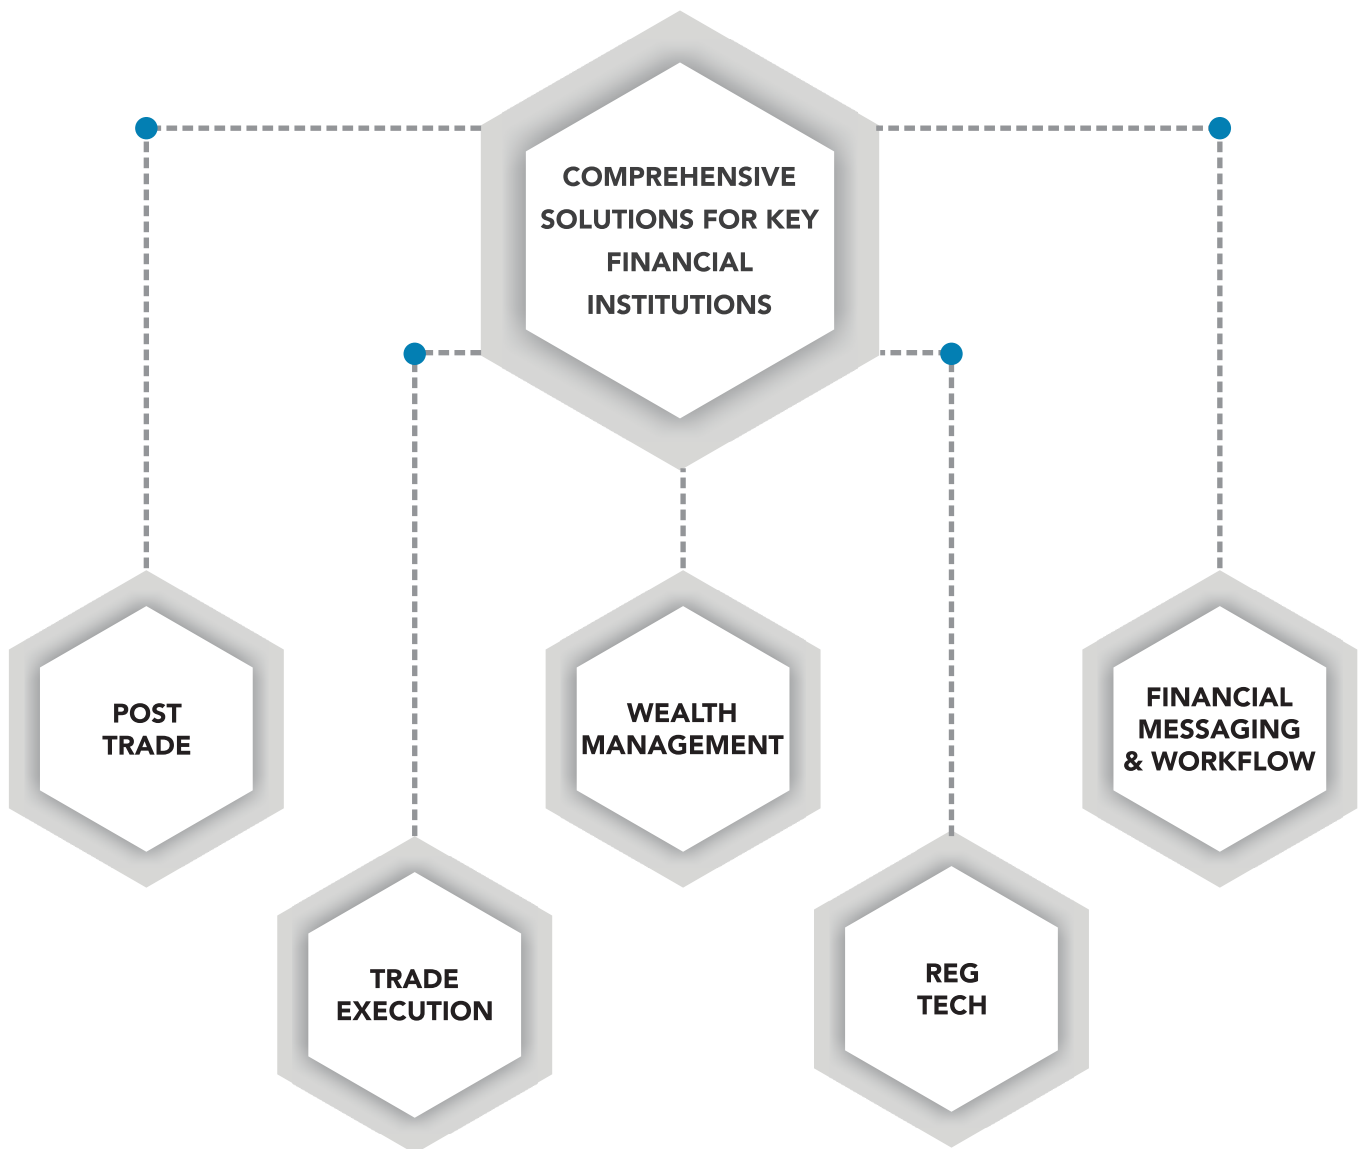 COMPREHENSIVE
SOLUTIONS FOR KEY
FINANCIAL
INSTITUTIONS
POST
TRADE
WEALTH
MANAGEMENT
FINANCIAL
MESSAGING
& WORKFLOW
TRADE
EXECUTION
REG
TECH